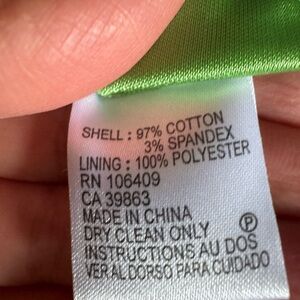 SHELL : 97% COTTON
3% SPANDEX
LINING : 100% POLYESTER
RN 106409
CA 39863
MADE IN CHINA
DRY CLEAN ONLY Ⓟ
INSTRUCTIONS AU DOS
VER AL DORSO PARA CUIDADO